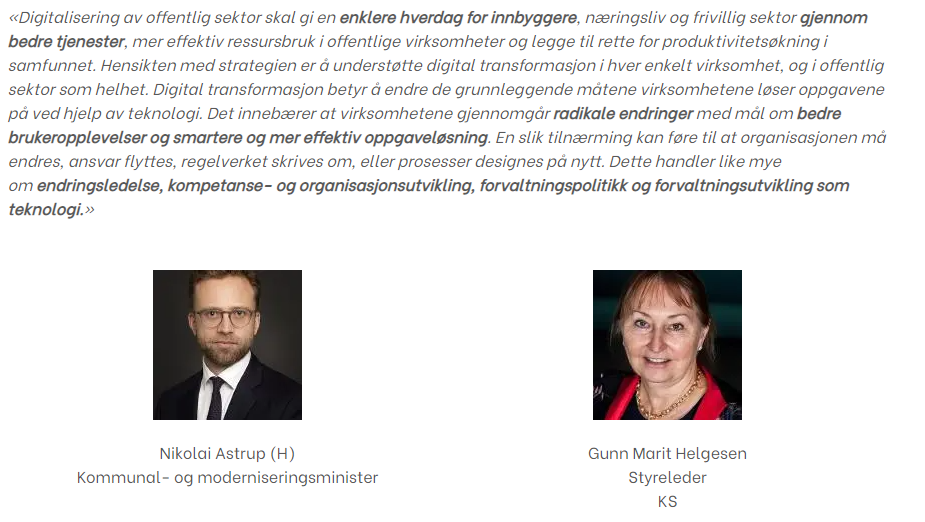 «Digitalisering av offentlig sektor skal gi en enklere hverdag for innbyggere, næringsliv og frivillig sektor gjennom
bedre tjenester, mer effektiv ressursbruk i offentlige virksomheter og legge til rette for produktivitetsøkning i
samfunnet. Hensikten med strategien er å understøtte digital transformasjon i hver enkelt virksomhet, og i offentlig
sektor som helhet. Digital transformasjon betyr å endre de grunnleggende måtene virksomhetene løser oppgavene
på ved hjelp av teknologi. Det innebærer at virksomhetene gjennomgår radikale endringer med mål om bedre
brukeropplevelser og smartere og mer effektiv oppgaveløsning. En slik tilnærming kan føre til at organisasjonen må
endres, ansvar flyttes, regelverket skrives om, eller prosesser designes på nytt. Dette handler like mye
om endringsledelse, kompetanse- og organisasjonsutvikling, forvaltningspolitikk og forvaltningsutvikling som
teknologi.»
Nikolai Astrup (H)
Kommunal- og moderniseringsminister
Gunn Marit Helgesen
Styreleder
KS